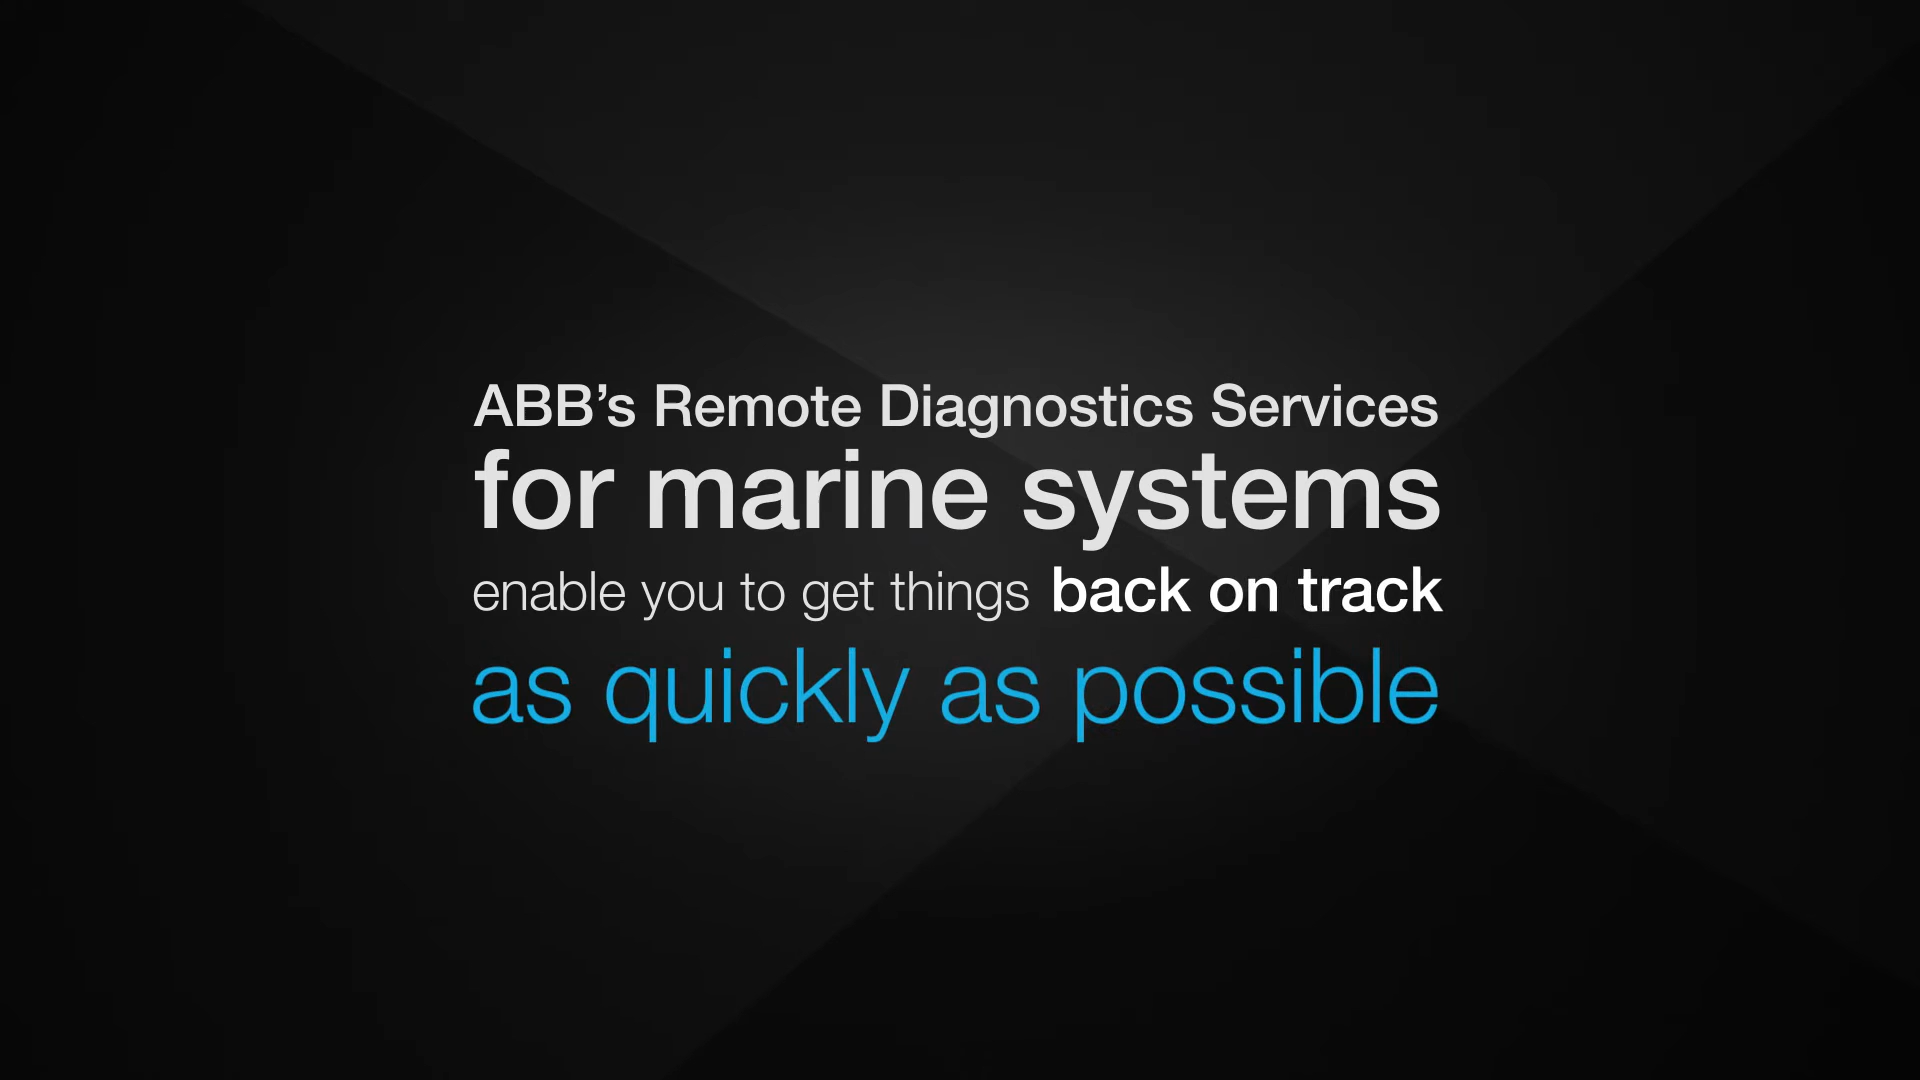 ABB’s Remote Diagnostics Services
for marine systems
enable you to get things back on track
as quickly as possible